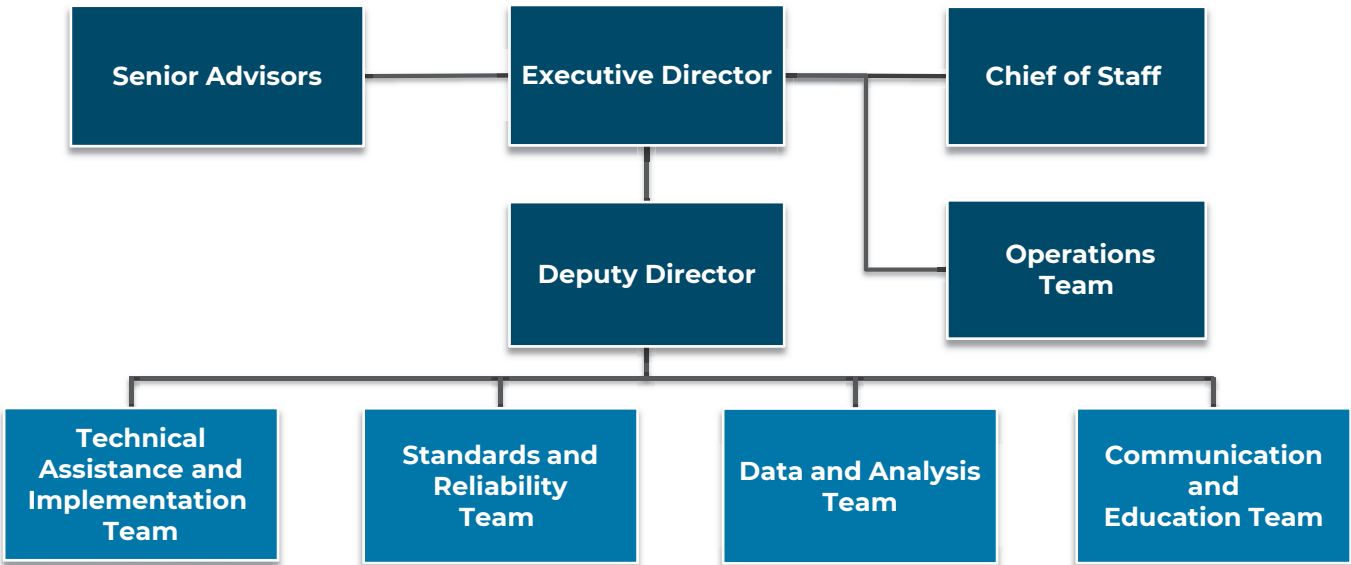 Senior Advisors
Executive Director
Chief of Staff
Deputy Director
Operations
Team
Technical
Assistance and
Implementation
Team
Standards and
Reliability
Team
Data and Analysis
Team
Communication
and
Education Team